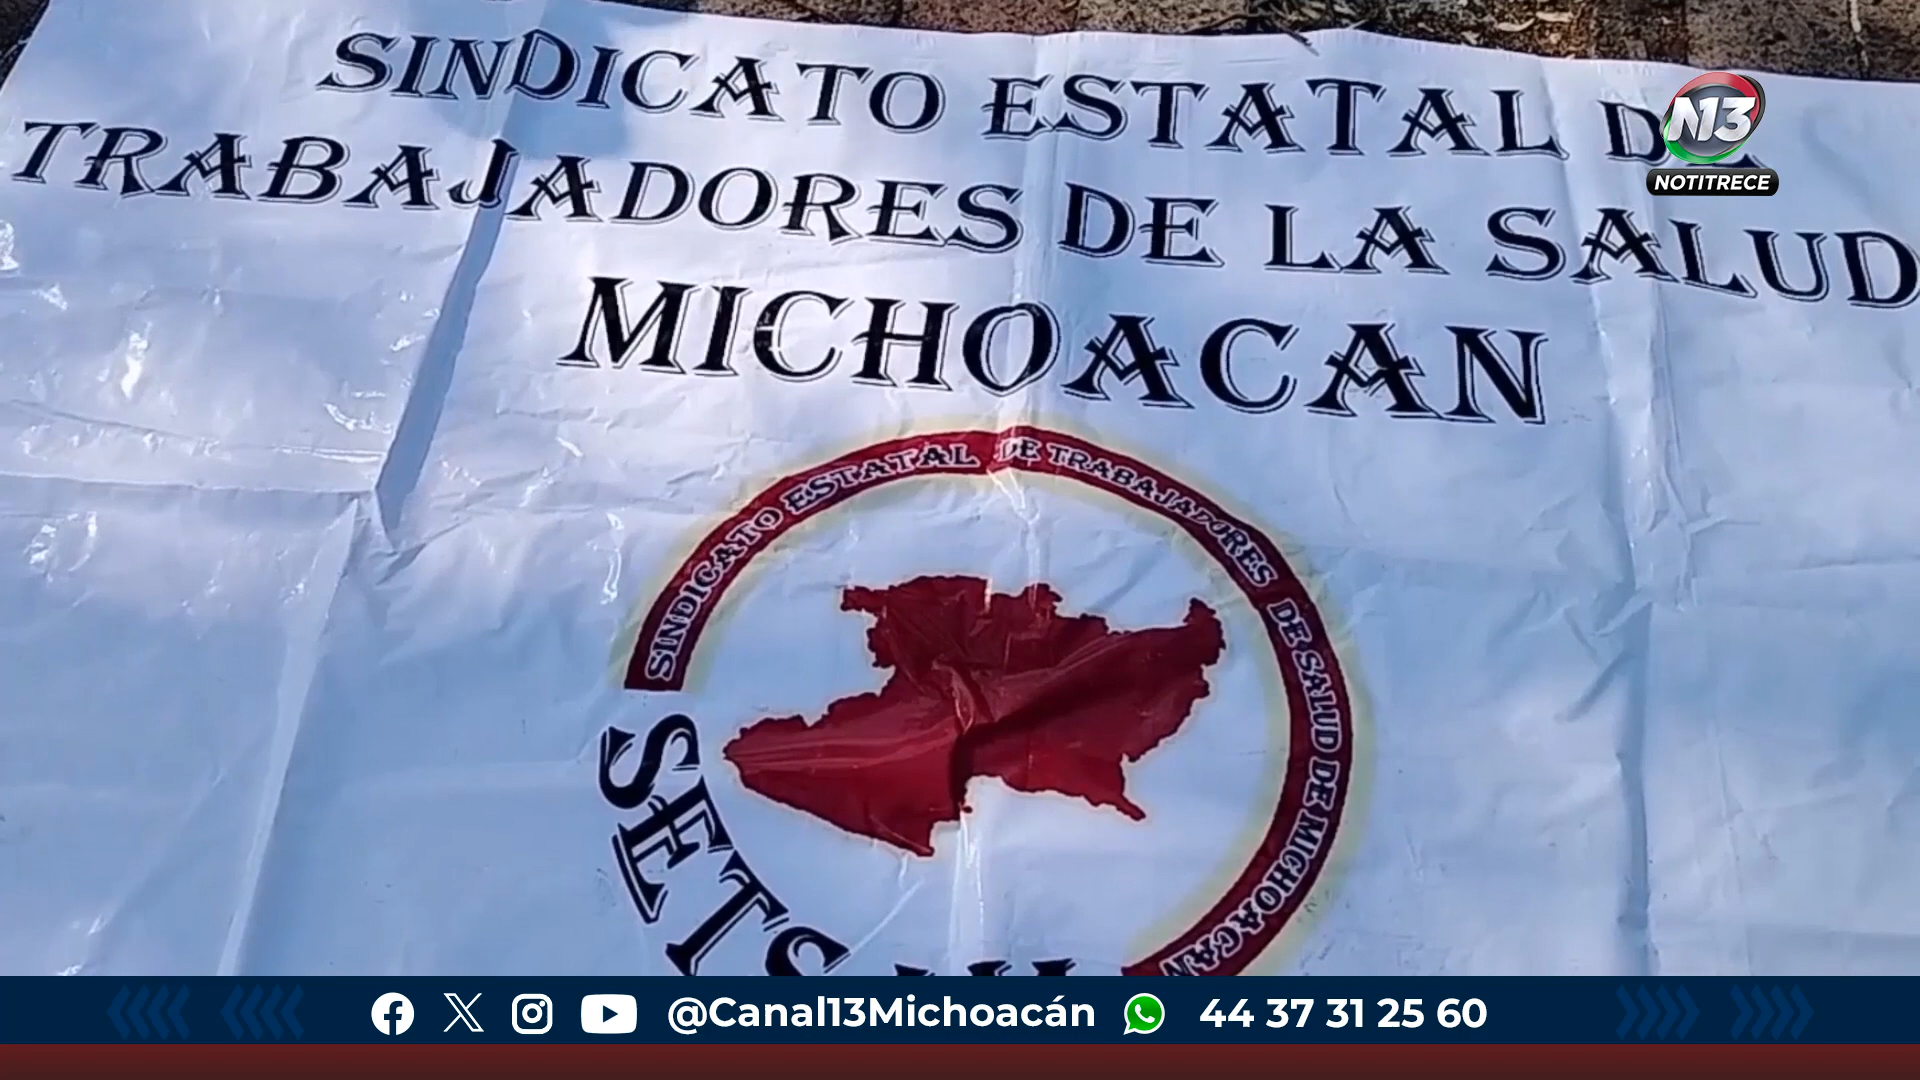 SINDICATO ESTATAL DE
TRABAJADORES DE LA SALUD
MICHOACAN
N13
NOTITRECE
SINDICATO ESTATAL DE TRABAJADORES DE SALUD DE MICHOACAN
@Canal13Michoacán
44 37 31 25 60